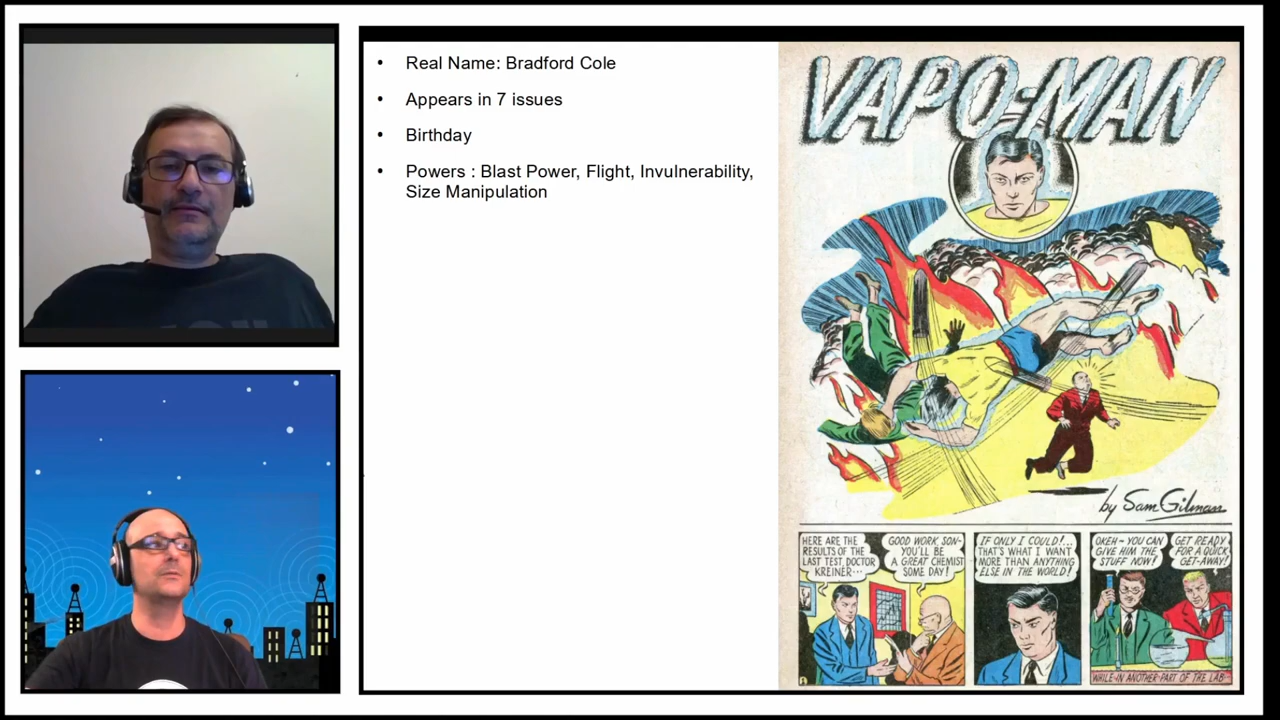 • Real Name: Bradford Cole
• Appears in 7 issues
• Birthday
• Powers : Blast Power, Flight, Invulnerability,
Size Manipulation
VAPO-MAN
by Sam Gilman
HERE ARE THE
RESULTS OF THE
LAST TEST, DOCTOR
KREINER...
GOOD WORK, SON-
YOU'LL BE
A GREAT CHEMIST
SOME DAY!
IF ONLY I COULD!...
THAT'S WHAT I WANT
MORE THAN ANYTHING
ELSE IN THE WORLD!
OKEH- YOU CAN
GIVE HIM THE
STUFF NOW!
GET READY
FOR A QUICK
GET-AWAY!
WHILE-IN ANOTHER PART OF THE LAB